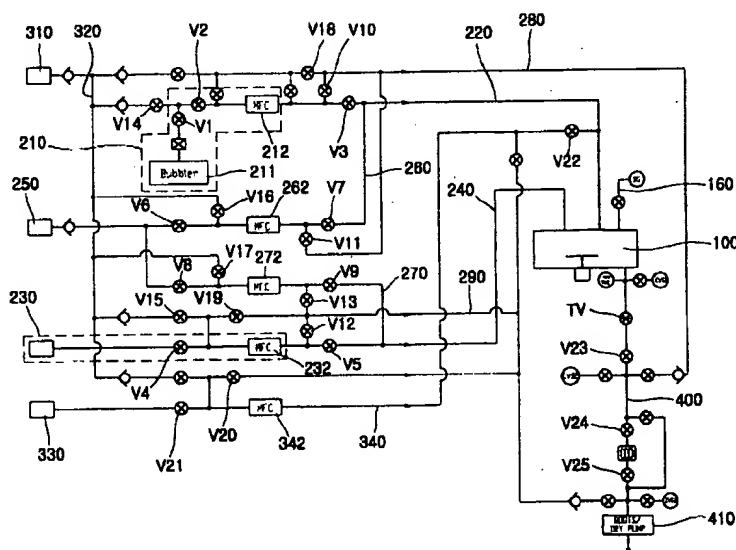 V18
V10
V2
280
310
320
220
V14
V1
MFC
V3
V22
210
212
260
Bubbler
211
V7
240
160
V6
V16
262
250
MFC
V11
100
V17
272
V9
V8
MFC
270
290
V15
V19
V13
TV
230
V12
V23
V4
MFC
232
V5
400
V24
330
V20
MFC
342
340
V21
V25
410
DRY PUMP